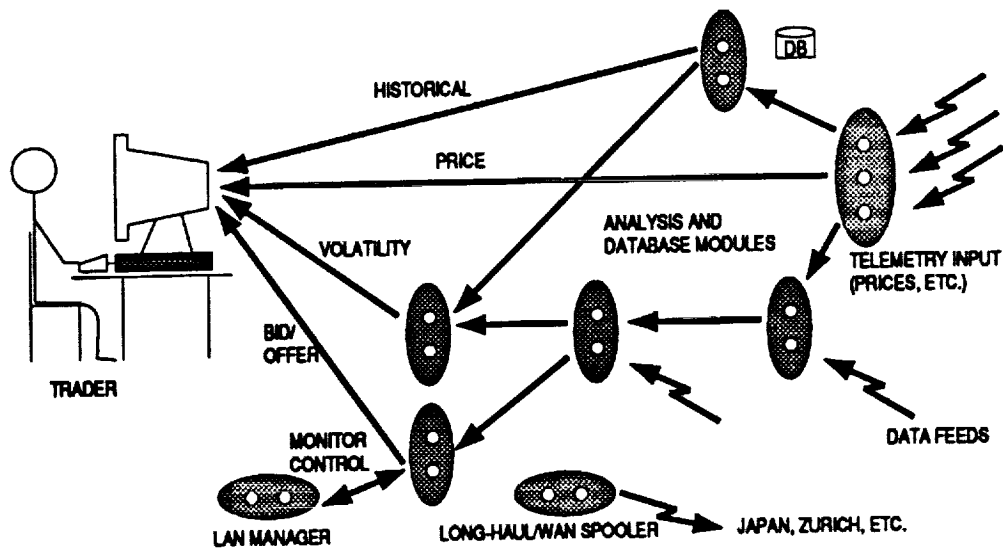 DB
HISTORICAL
PRICE
ANALYSIS AND
DATABASE MODULES
VOLATILITY
TELEMETRY INPUT
(PRICES, ETC.)
BID/
OFFER
TRADER
DATA FEEDS
MONITOR
CONTROL
LAN MANAGER
LONG-HAUL/WAN SPOOLER
JAPAN, ZURICH, ETC.